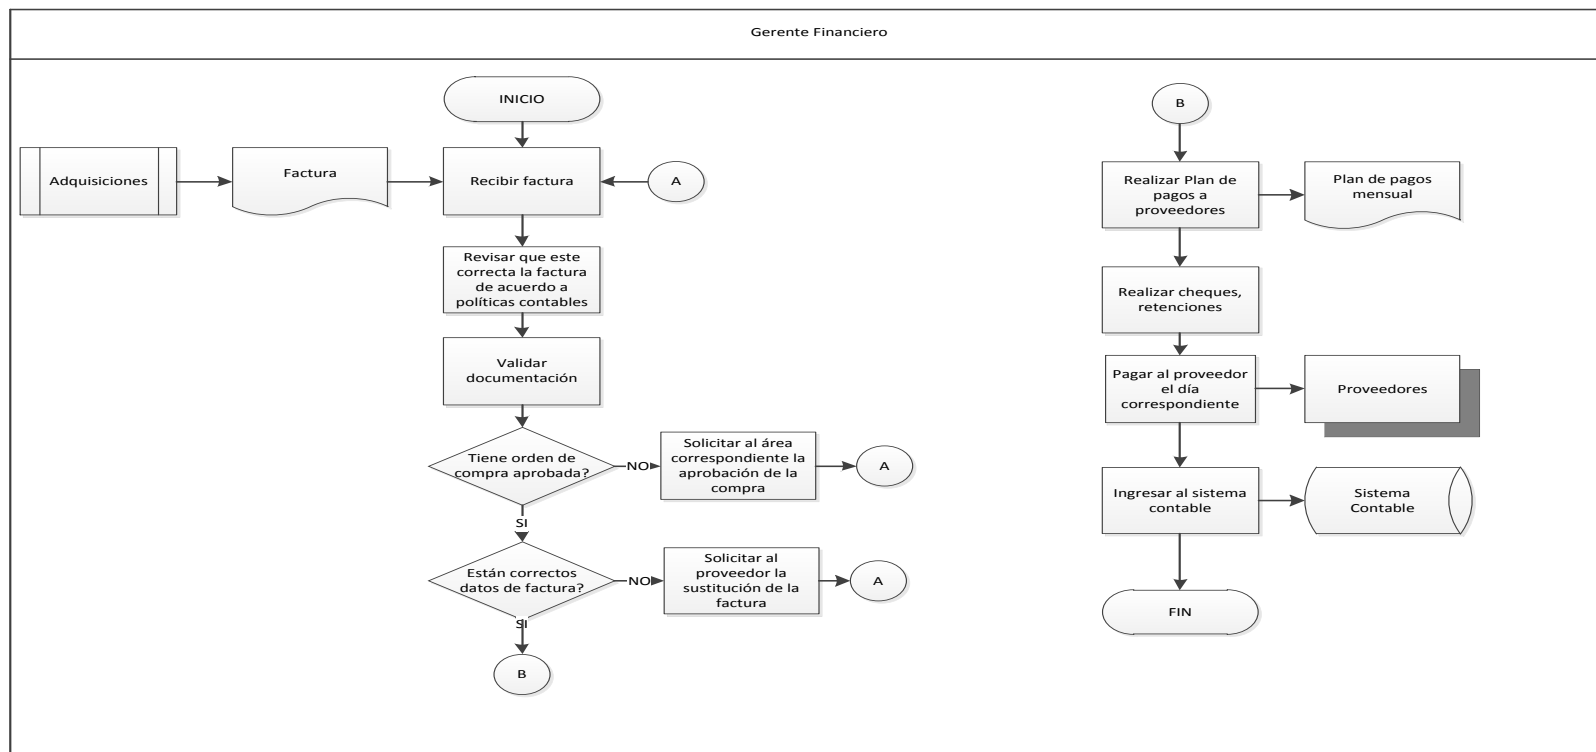 Gerente Financiero
INICIO
Adquisiciones
Factura
Recibir factura
A
Revisar que este
correcta la factura
de acuerdo a
políticas contables
Validar
documentación
Tiene orden de
compra aprobada?
NO
Solicitar al área
correspondiente la
aprobación de la
compra
A
SI
Están correctos
datos de factura?
NO
Solicitar al
proveedor la
sustitución de la
factura
A
SI
B
B
Realizar Plan de
pagos a
proveedores
Plan de pagos
mensual
Realizar cheques,
retenciones
Pagar al proveedor
el día
correspondiente
Proveedores
Ingresar al sistema
contable
Sistema
Contable
FIN